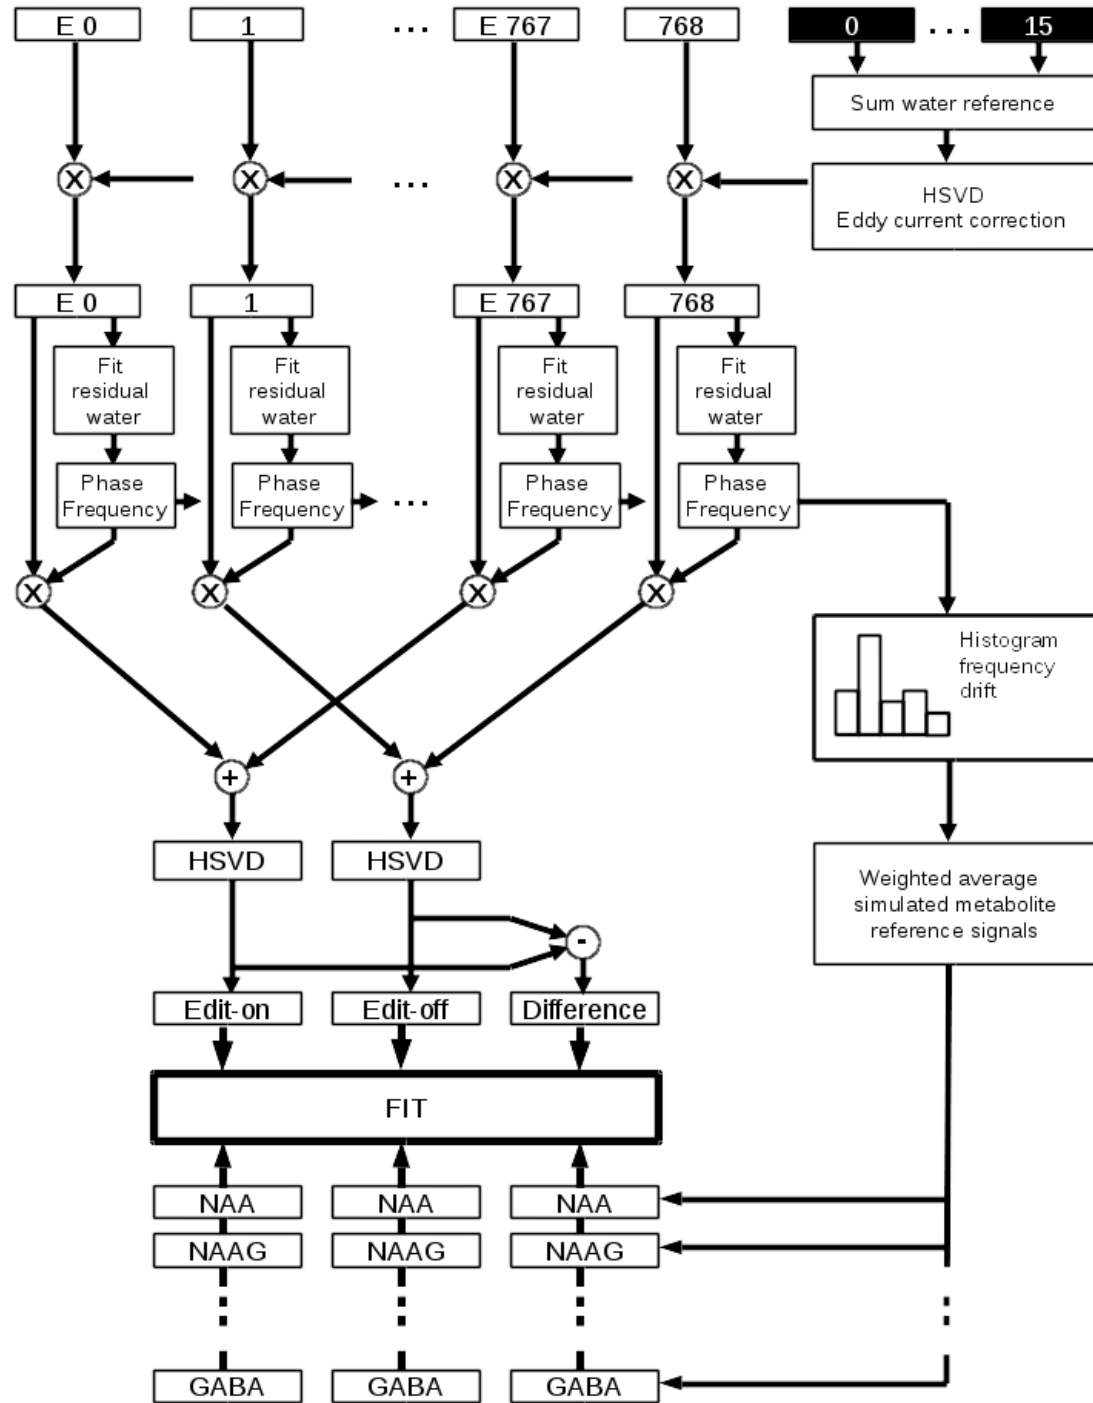 E 0 1 ... E 767 768 0 ... 15
Sum water reference
X X ... X X
HSVD
Eddy current correction
E 0 1 E 767 768
Fit Fit Fit Fit
residual residual residual residual
water water water water
Phase Phase Phase Phase
Frequency Frequency ... Frequency Frequency
X X X X
Histogram
frequency
drift
+ +
HSVD HSVD
Weighted average
simulated metabolite
reference signals
-
Edit-on Edit-off Difference
FIT
NAA NAA NAA
NAAG NAAG NAAG
GABA GABA GABA